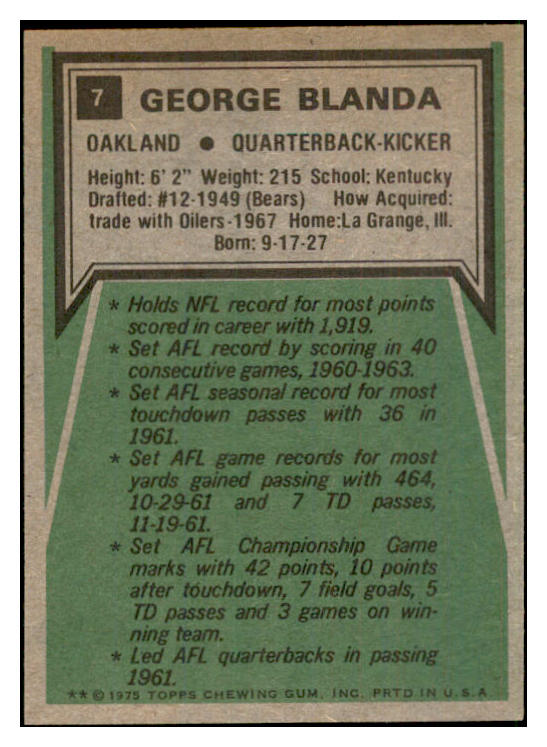 7 GEORGE BLANDA
OAKLAND ● QUARTERBACK-KICKER
Height: 6' 2" Weight: 215 School: Kentucky
Drafted: #12-1949 (Bears) How Acquired:
trade with Oilers-1967 Home:La Grange, Ill.
Born: 9-17-27
* Holds NFL record for most points
scored in career with 1,919.
* Set AFL record by scoring in 40
consecutive games, 1960-1963.
* Set AFL seasonal record for most
touchdown passes with 36 in
1961.
* Set AFL game records for most
yards gained passing with 464,
10-29-61 and 7 TD passes,
11-19-61.
* Set AFL Championship Game
marks with 42 points, 10 points
after touchdown, 7 field goals, 5
TD passes and 3 games on win-
ning team.
* Led AFL quarterbacks in passing
1961.
** © 1975 TOPPS CHEWING GUM, INC. PRTD IN U.S.A.